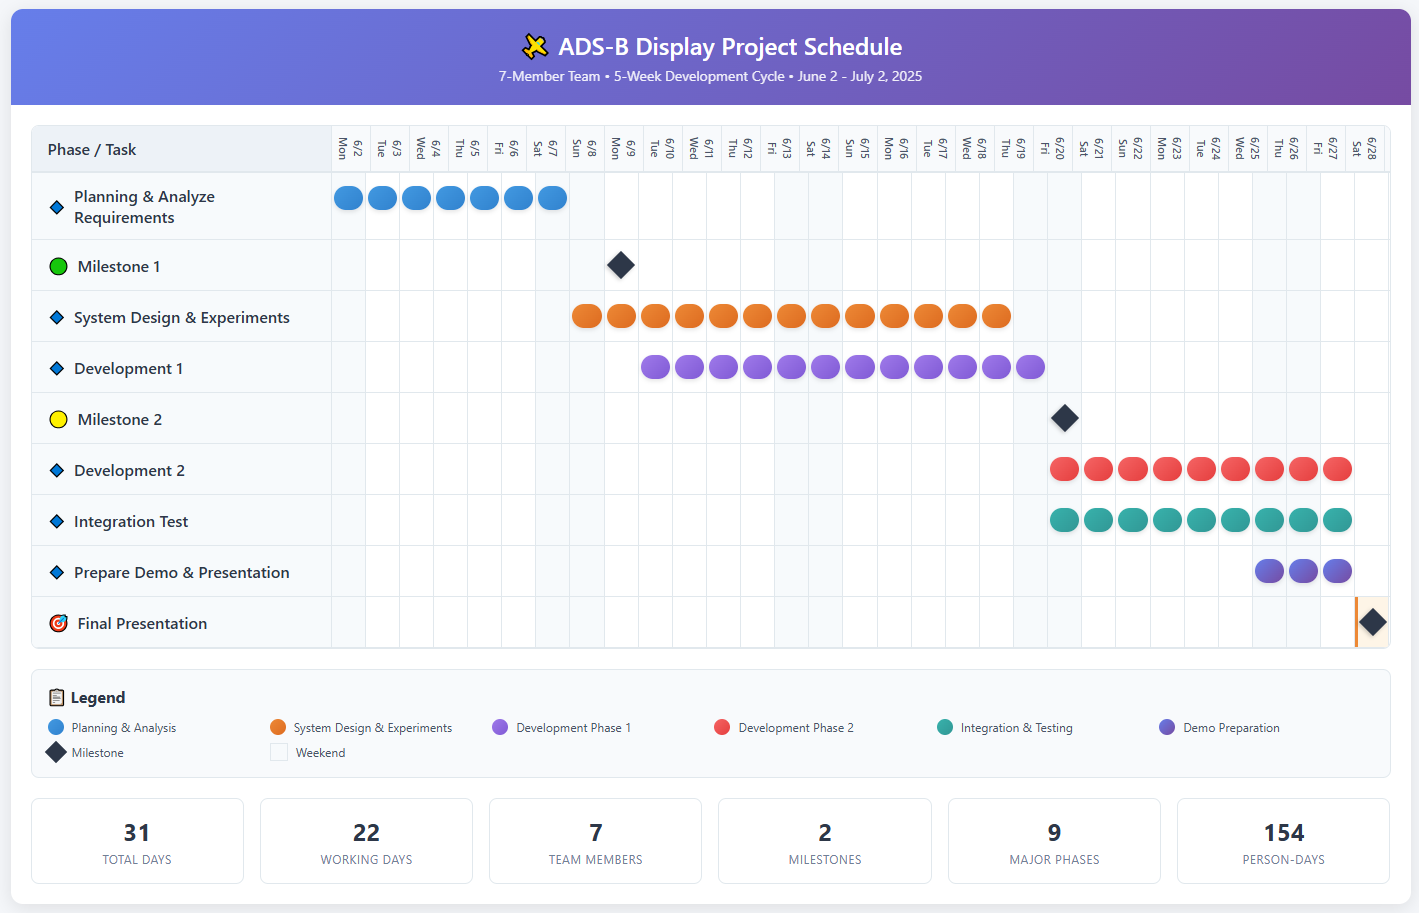 ADS-B Display Project Schedule
7-Member Team • 5-Week Development Cycle • June 2 - July 2, 2025
Phase / Task
Mon 6/2
Tue 6/3
Wed 6/4
Thu 6/5
Fri 6/6
Sat 6/7
Sun 6/8
Mon 6/9
Tue 6/10
Wed 6/11
Thu 6/12
Fri 6/13
Sat 6/14
Sun 6/15
Mon 6/16
Tue 6/17
Wed 6/18
Thu 6/19
Fri 6/20
Sat 6/21
Sun 6/22
Mon 6/23
Tue 6/24
Wed 6/25
Thu 6/26
Fri 6/27
Sat 6/28
Planning & Analyze
Requirements
Milestone 1
System Design & Experiments
Development 1
Milestone 2
Development 2
Integration Test
Prepare Demo & Presentation
Final Presentation
Legend
Planning & Analysis
System Design & Experiments
Development Phase 1
Development Phase 2
Integration & Testing
Demo Preparation
Milestone
Weekend
31
TOTAL DAYS
22
WORKING DAYS
7
TEAM MEMBERS
2
MILESTONES
9
MAJOR PHASES
154
PERSON-DAYS